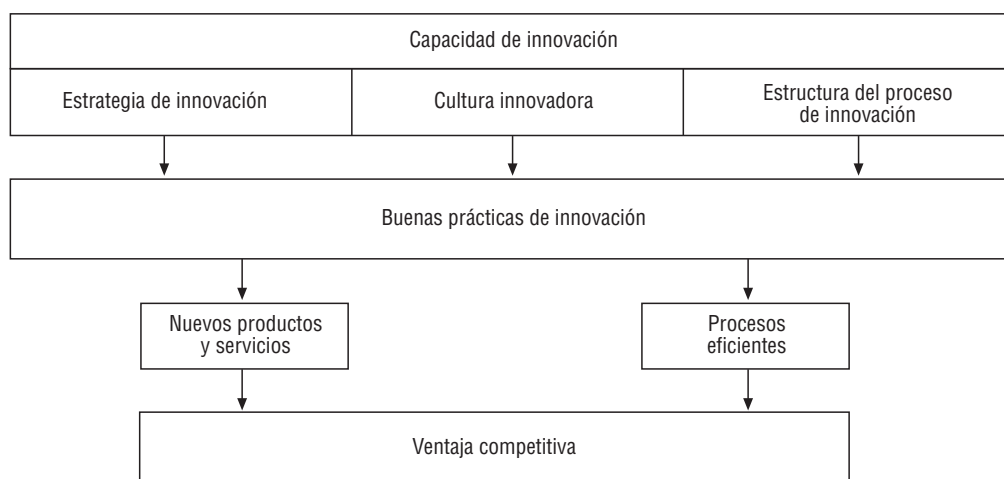 Capacidad de innovación
Estrategia de innovación
Cultura innovadora
Estructura del proceso
de innovación
Buenas prácticas de innovación
Nuevos productos
y servicios
Procesos
eficientes
Ventaja competitiva